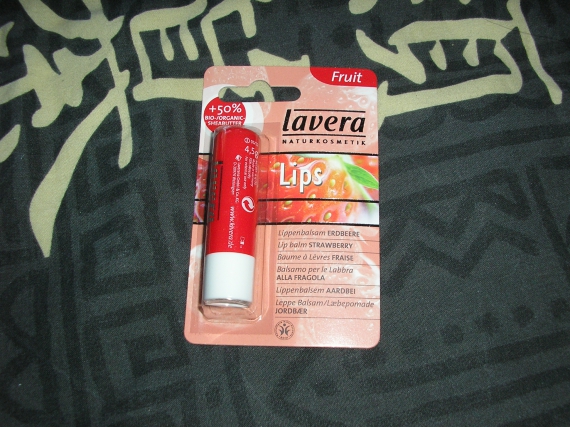 Fruit
+50%
BIO-/ORGANIC-
SHEABUTTER
lavera
NATURKOSMETIK
Lips
Lippenbalsam ERDBEERE
Lip balm STRAWBERRY
Baume à Lèvres FRAISE
Balsamo per le Labbra
ALLA FRAGOLA
Lippenbalsem AARDBEI
Leppe Balsam/Læbepomade
JORDBÆR
www.lavera.de